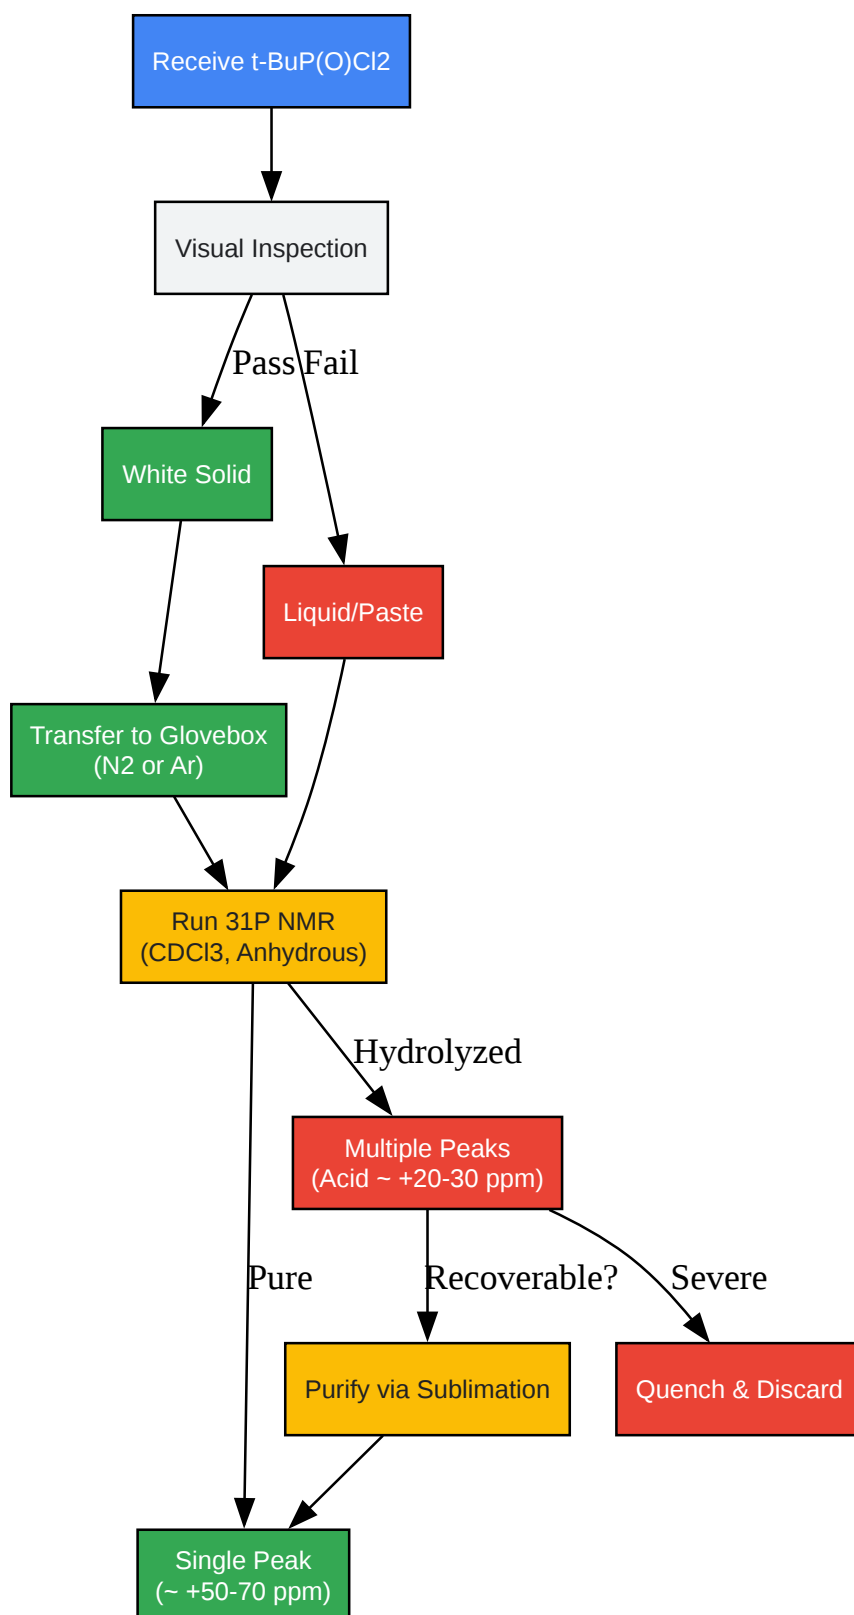 Receive t-BuP(O)Cl2
Visual Inspection
Pass
Fail
White Solid
Liquid/Paste
Transfer to Glovebox
(N2 or Ar)
Run 31P NMR
(CDCl3, Anhydrous)
Hydrolyzed
Multiple Peaks
(Acid ~ +20-30 ppm)
Pure
Recoverable?
Severe
Purify via Sublimation
Quench & Discard
Single Peak
(~ +50-70 ppm)